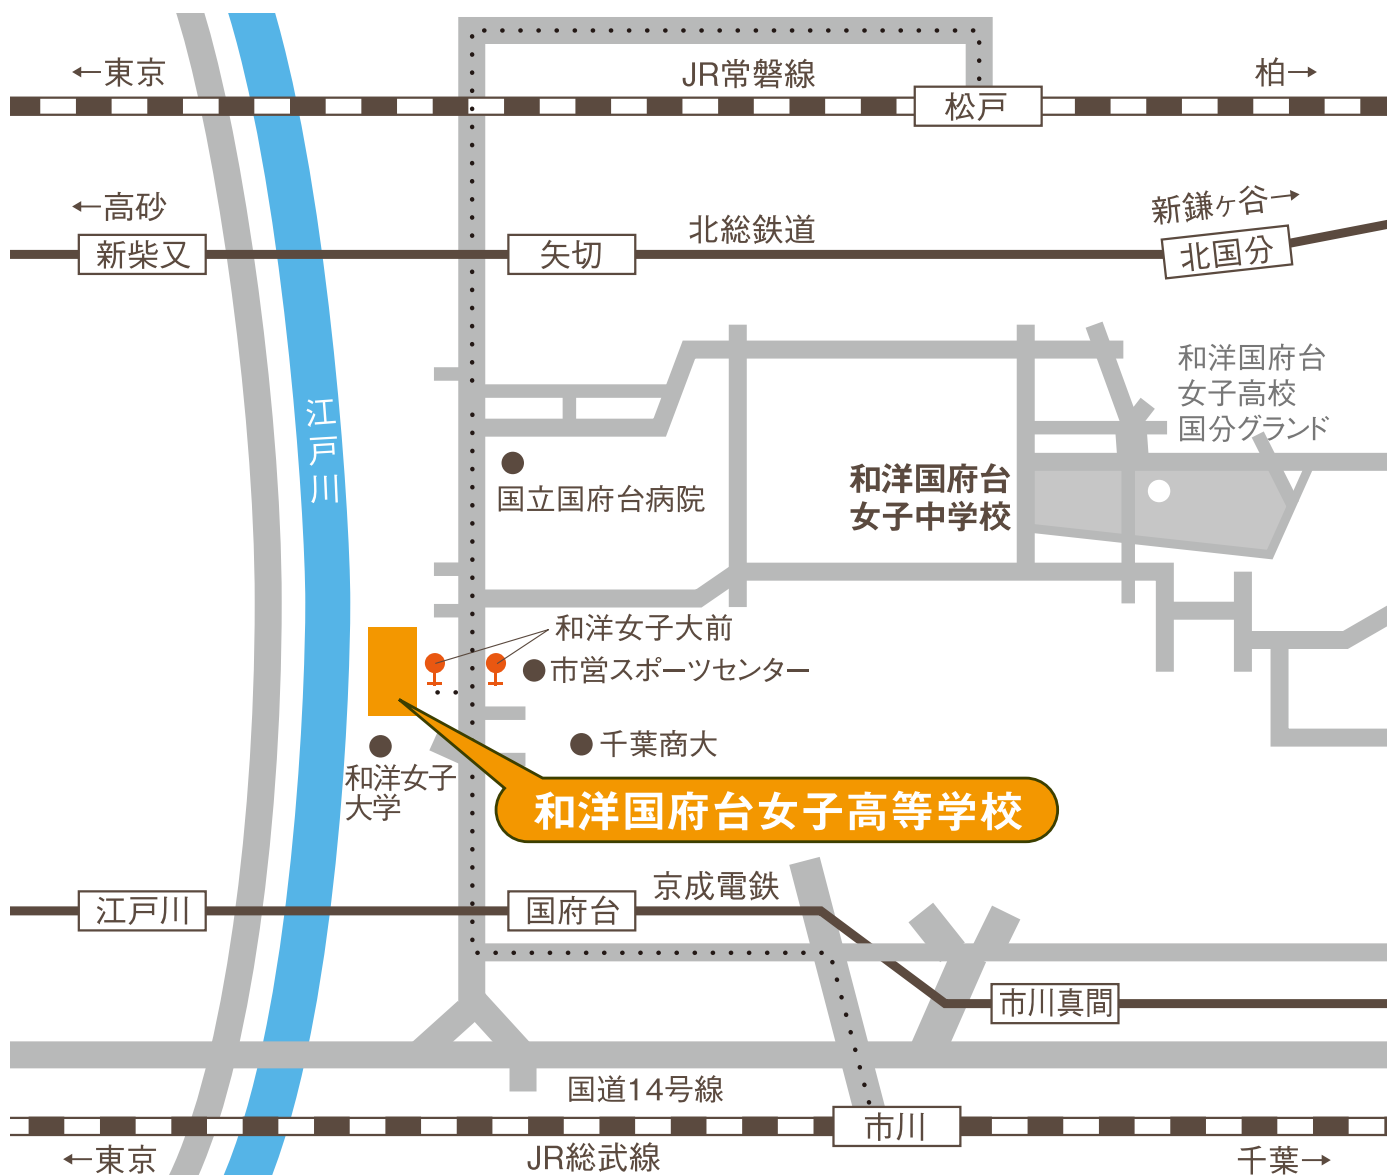 ←東京
JR常磐線
柏→
松戸
←高砂
北総鉄道
新鎌ヶ谷→
新柴又
矢切
北国分
和洋国府台
女子高校
国分グランド
江戸川
国立国府台病院
和洋国府台
女子中学校
和洋女子大前
市営スポーツセンター
千葉商大
和洋女子
大学
和洋国府台女子高等学校
京成電鉄
江戸川
国府台
市川真間
国道14号線
市川
←東京
JR総武線
千葉→